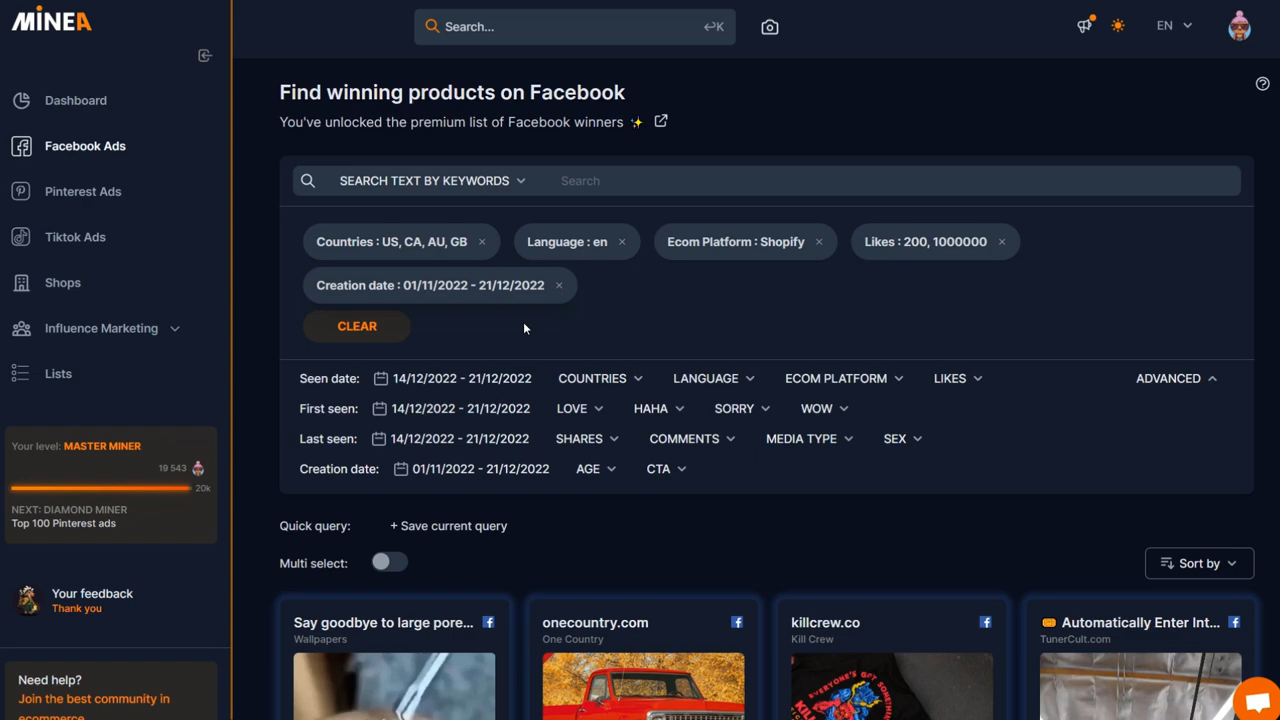 MINEA
Search... ↩K
EN
Dashboard
Facebook Ads
Pinterest Ads
Tiktok Ads
Shops
Influence Marketing
Lists
Your level: MASTER MINER
19 543
20k
NEXT: DIAMOND MINER
Top 100 Pinterest ads
Your feedback
Thank you
Need help?
Join the best community in
ecommerce
Find winning products on Facebook
You've unlocked the premium list of Facebook winners ✨
SEARCH TEXT BY KEYWORDS Search
Countries : US, CA, AU, GB × Language : en × Ecom Platform : Shopify × Likes : 200, 1000000 ×
Creation date : 01/11/2022 - 21/12/2022 ×
CLEAR
Seen date: 14/12/2022 - 21/12/2022 COUNTRIES LANGUAGE ECOM PLATFORM LIKES ADVANCED
First seen: 14/12/2022 - 21/12/2022 LOVE HAHA SORRY WOW
Last seen: 14/12/2022 - 21/12/2022 SHARES COMMENTS MEDIA TYPE SEX
Creation date: 01/11/2022 - 21/12/2022 AGE CTA
Quick query: + Save current query
Multi select: Sort by
Say goodbye to large pore...
Wallpapers
onecountry.com
One Country
killcrew.co
Kill Crew
🎟 Automatically Enter Int...
TunerCult.com
EVERYONE'S GOT SOMETHING
KILL